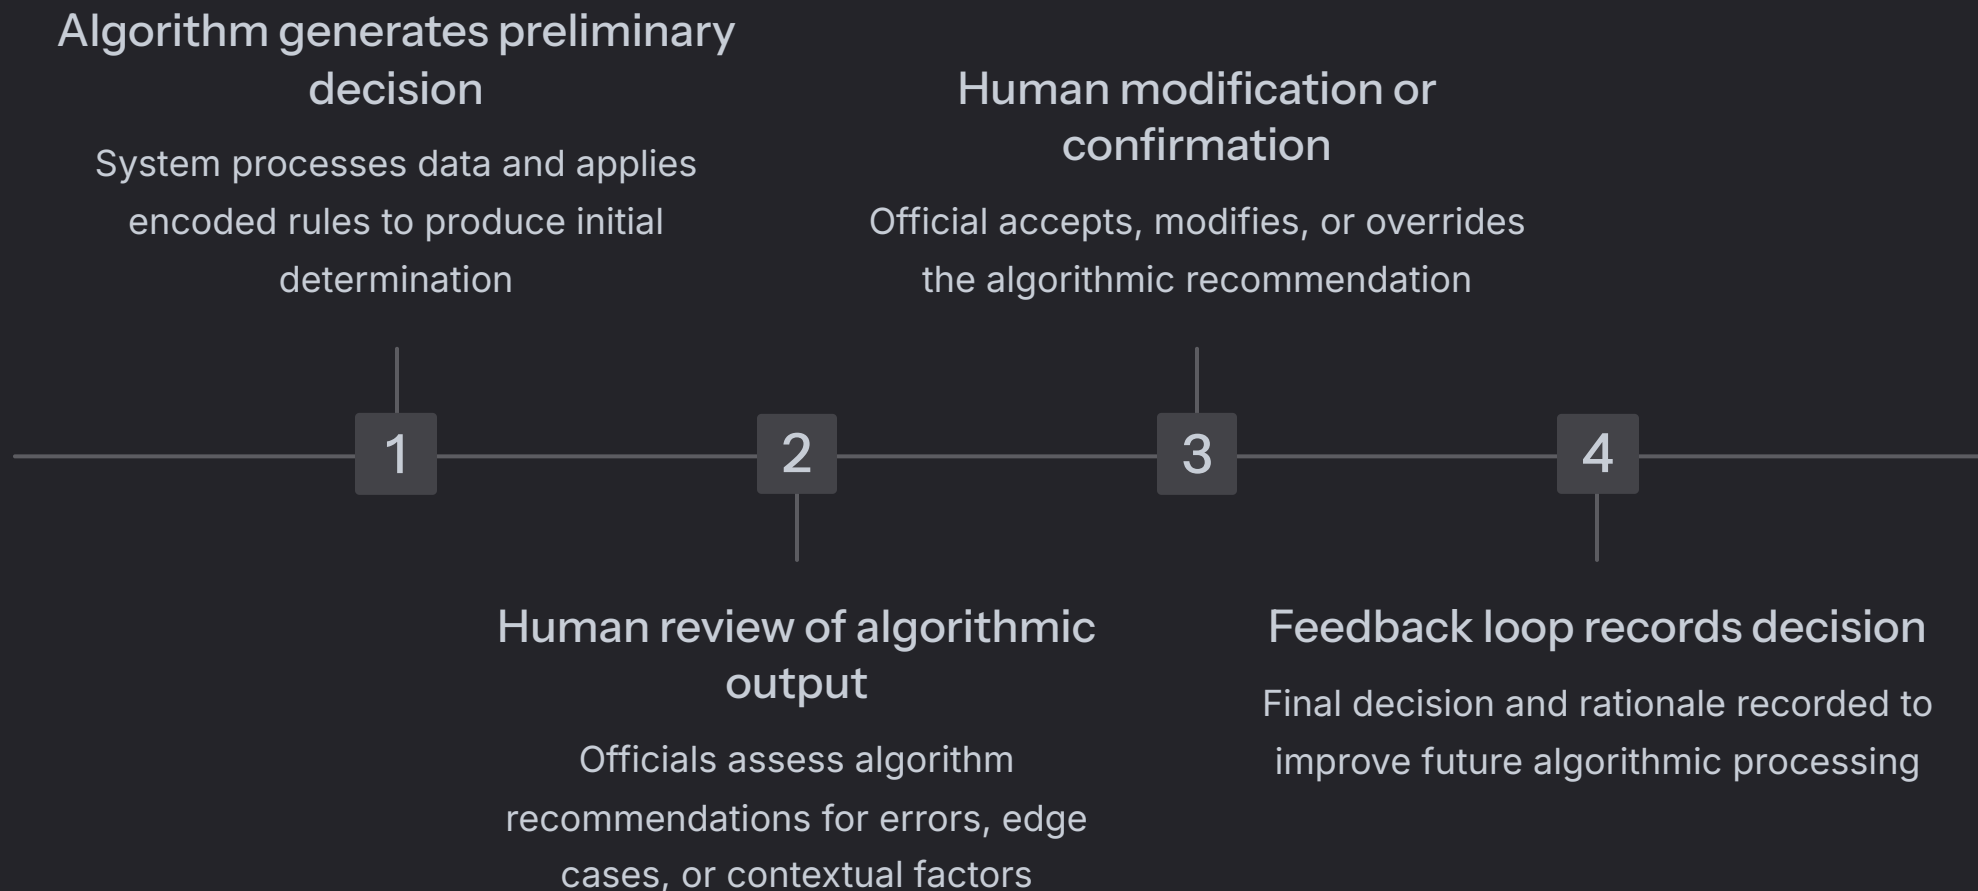 Algorithm generates preliminary
decision
System processes data and applies
encoded rules to produce initial
determination
1
Human review of algorithmic
output
Officials assess algorithm
recommendations for errors, edge
cases, or contextual factors
2
Human modification or
confirmation
Official accepts, modifies, or overrides
the algorithmic recommendation
3
Feedback loop records decision
Final decision and rationale recorded to
improve future algorithmic processing
4